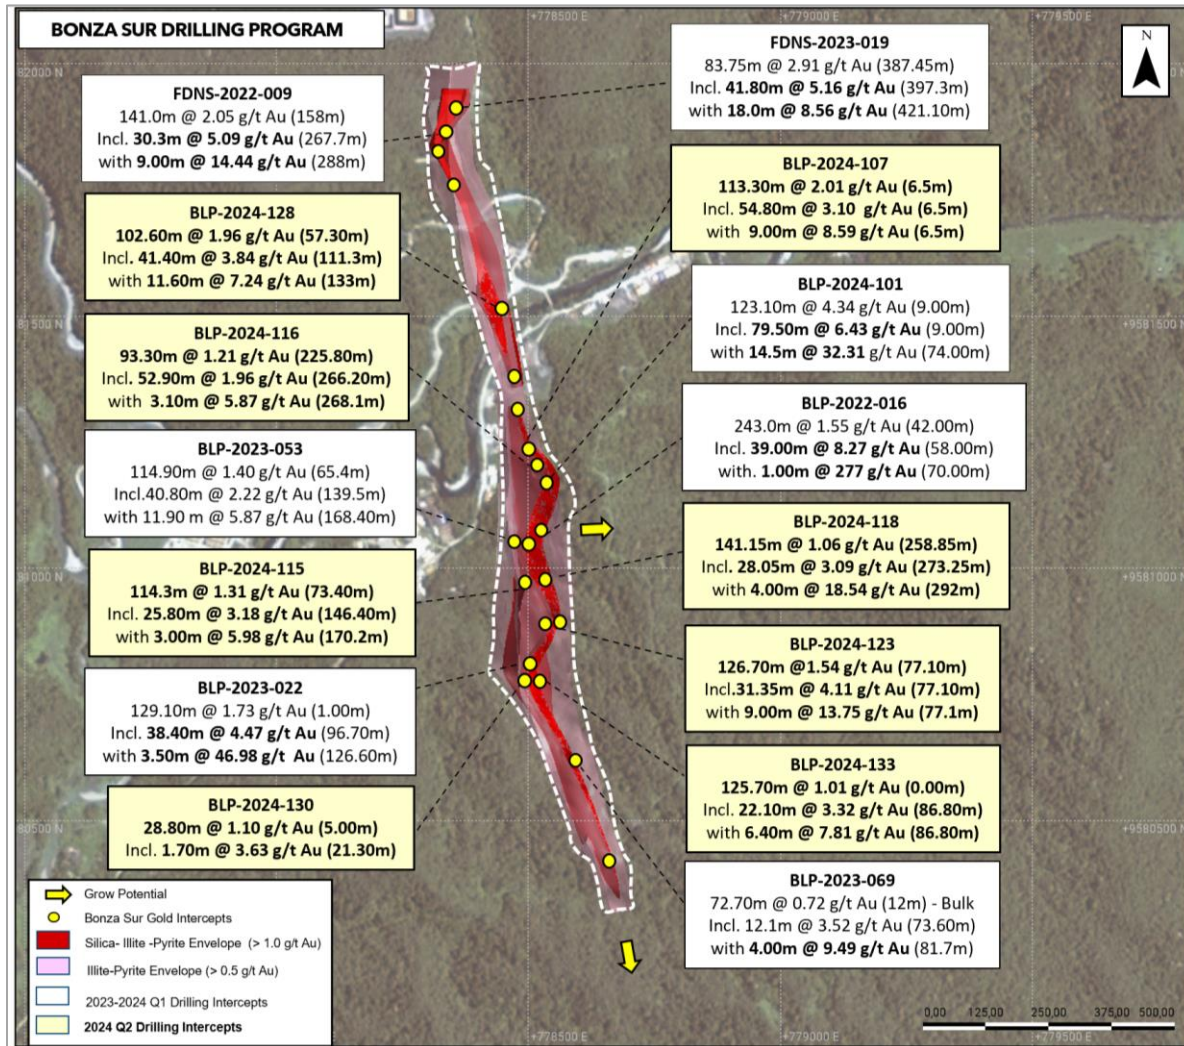 BONZA SUR DRILLING PROGRAM
+778500
+779000
+779500
N
82000 N
FDNS-2022-009
141.0m @ 2.05 g/t Au (158m)
Incl. 30.3m @ 5.09 g/t Au (267.7m)
with 9.00m @ 14.44 g/t Au (288m)
FDNS-2023-019
83.75m @ 2.91 g/t Au (387.45m)
Incl. 41.80m @ 5.16 g/t Au (397.3m)
with 18.0m @ 8.56 g/t Au (421.10m)
BLP-2024-128
102.60m @ 1.96 g/t Au (57.30m)
Incl. 41.40m @ 3.84 g/t Au (111.3m)
with 11.60m @ 7.24 g/t Au (133m)
BLP-2024-107
113.30m @ 2.01 g/t Au (6.5m)
Incl. 54.80m @ 3.10 g/t Au (6.5m)
with 9.00m @ 8.59 g/t Au (6.5m)
81500 N
+9581500 N
BLP-2024-116
93.30m @ 1.21 g/t Au (225.80m)
Incl. 52.90m @ 1.96 g/t Au (266.20m)
with 3.10m @ 5.87 g/t Au (268.1m)
BLP-2024-101
123.10m @ 4.34 g/t Au (9.00m)
Incl. 79.50m @ 6.43 g/t Au (9.00m)
with 14.5m @ 32.31 g/t Au (74.00m)
BLP-2023-053
114.90m @ 1.40 g/t Au (65.4m)
Incl.40.80m @ 2.22 g/t Au (139.5m)
with 11.90 m @ 5.87 g/t Au (168.40m)
BLP-2022-016
243.0m @ 1.55 g/t Au (42.00m)
Incl. 39.00m @ 8.27 g/t Au (58.00m)
with. 1.00m @ 277 g/t Au (70.00m)
81000 N
+9581000 N
BLP-2024-115
114.3m @ 1.31 g/t Au (73.40m)
Incl. 25.80m @ 3.18 g/t Au (146.40m)
with 3.00m @ 5.98 g/t Au (170.2m)
BLP-2024-118
141.15m @ 1.06 g/t Au (258.85m)
Incl. 28.05m @ 3.09 g/t Au (273.25m)
with 4.00m @ 18.54 g/t Au (292m)
BLP-2023-022
129.10m @ 1.73 g/t Au (1.00m)
Incl. 38.40m @ 4.47 g/t Au (96.70m)
with 3.50m @ 46.98 g/t Au (126.60m)
BLP-2024-123
126.70m @1.54 g/t Au (77.10m)
Incl.31.35m @ 4.11 g/t Au (77.10m)
with 9.00m @ 13.75 g/t Au (77.1m)
BLP-2024-130
28.80m @ 1.10 g/t Au (5.00m)
Incl. 1.70m @ 3.63 g/t Au (21.30m)
BLP-2024-133
125.70m @ 1.01 g/t Au (0.00m)
Incl. 22.10m @ 3.32 g/t Au (86.80m)
with 6.40m @ 7.81 g/t Au (86.80m)
80500 N
+9580500 N
BLP-2023-069
72.70m @ 0.72 g/t Au (12m) - Bulk
Incl. 12.1m @ 3.52 g/t Au (73.60m)
with 4.00m @ 9.49 g/t Au (81.7m)
Grow Potential
Bonza Sur Gold Intercepts
Silica- Illite -Pyrite Envelope (> 1.0 g/t Au)
Illite-Pyrite Envelope (> 0.5 g/t Au)
2023-2024 Q1 Drilling Intercepts
2024 Q2 Drilling Intercepts
0,00 125,00 250,00 375,00 500,00
+778500
+779000
+779500